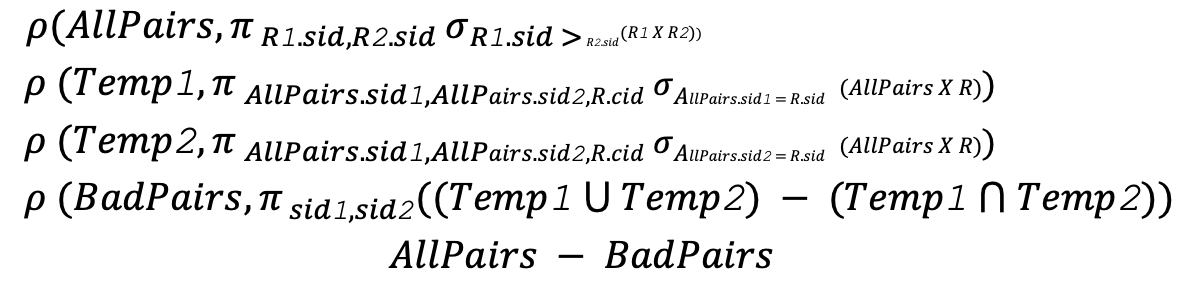 ρ(AllPairs, π R1.sid,R2.sid σ R1.sid > R2.sid (R1 X R2))
ρ (Temp1, π AllPairs.sid1,AllPairs.sid2,R.cid σ AllPairs.sid1 = R.sid (AllPairs X R))
ρ (Temp2, π AllPairs.sid1,AllPairs.sid2,R.cid σ AllPairs.sid2 = R.sid (AllPairs X R))
ρ (BadPairs, π sid1,sid2((Temp1 ⋃ Temp2) − (Temp1 ⋂ Temp2))
AllPairs − BadPairs